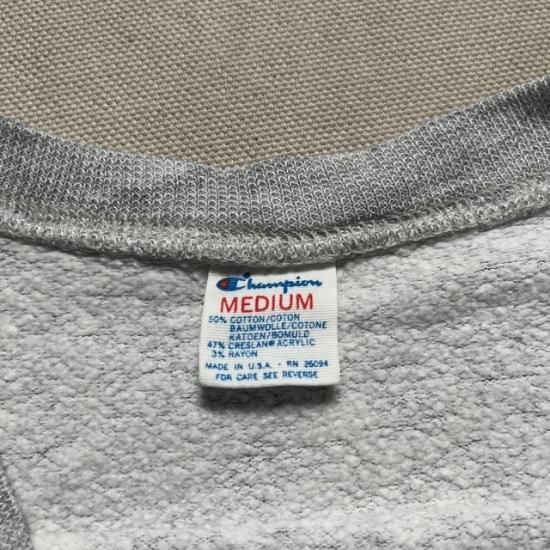 Champion
MEDIUM
50% COTTON/COTON
BAUMWOLLE/COTONE
KATOEN/BOMULD
47% CRESLAN® ACRYLIC
3% RAYON
MADE IN U.S.A. - RN 26094
FOR CARE SEE REVERSE